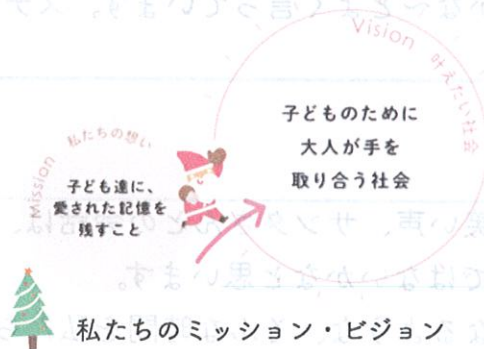 Vision 叶えたい社会
子どものために
大人が手を
取り合う社会
Mission 私たちの想い
子ども達に、
愛された記憶を
残すこと
私たちのミッション・ビジョン